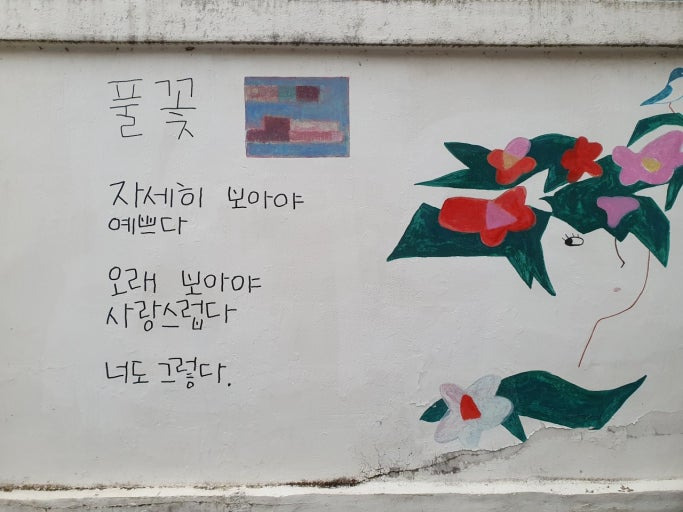 풀꽃
자세히 보아야
예쁘다
오래 보아야
사랑스럽다
너도 그렇다.